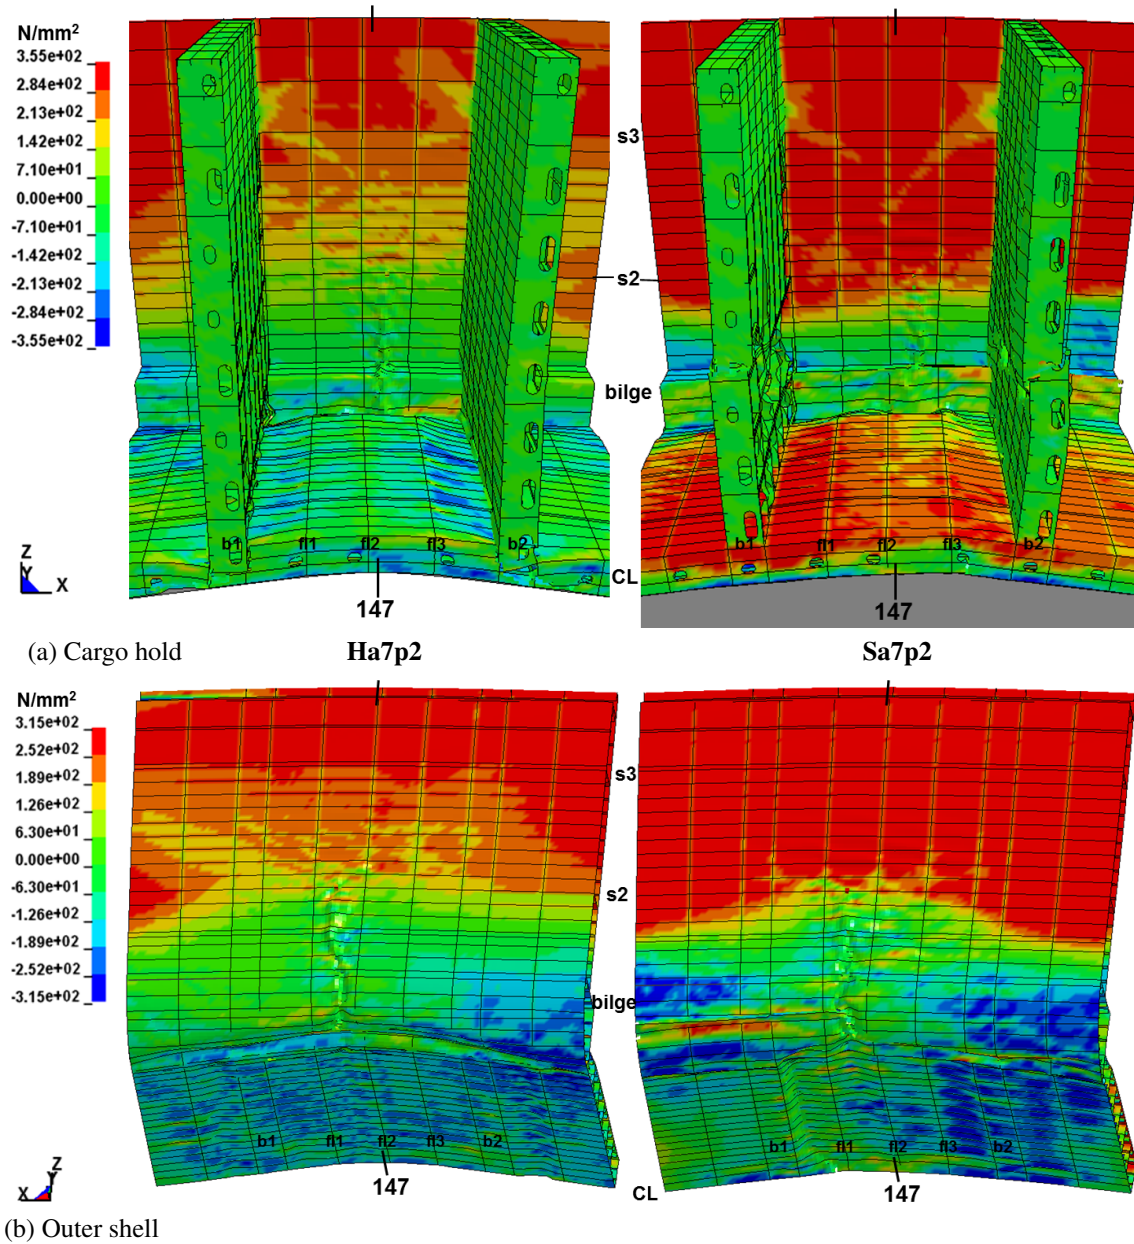 N/mm²
3.55e+02
2.84e+02
2.13e+02
1.42e+02
7.10e+01
0.00e+00
-7.10e+01
-1.42e+02
-2.13e+02
-2.84e+02
-3.55e+02
s3
s2
bilge
b1 fl1 fl2 fl3 b2
b1 fl1 fl2 fl3 b2
Z
Y
X
CL
147
147
(a) Cargo hold Ha7p2 Sa7p2
N/mm²
3.15e+02
2.52e+02
1.89e+02
1.26e+02
6.30e+01
0.00e+00
-6.30e+01
-1.26e+02
-1.89e+02
-2.52e+02
-3.15e+02
s3
s2
bilge
b1 fl1 fl2 fl3 b2
b1 fl1 fl2 fl3 b2
Z
Y
X
147
CL
147
(b) Outer shell